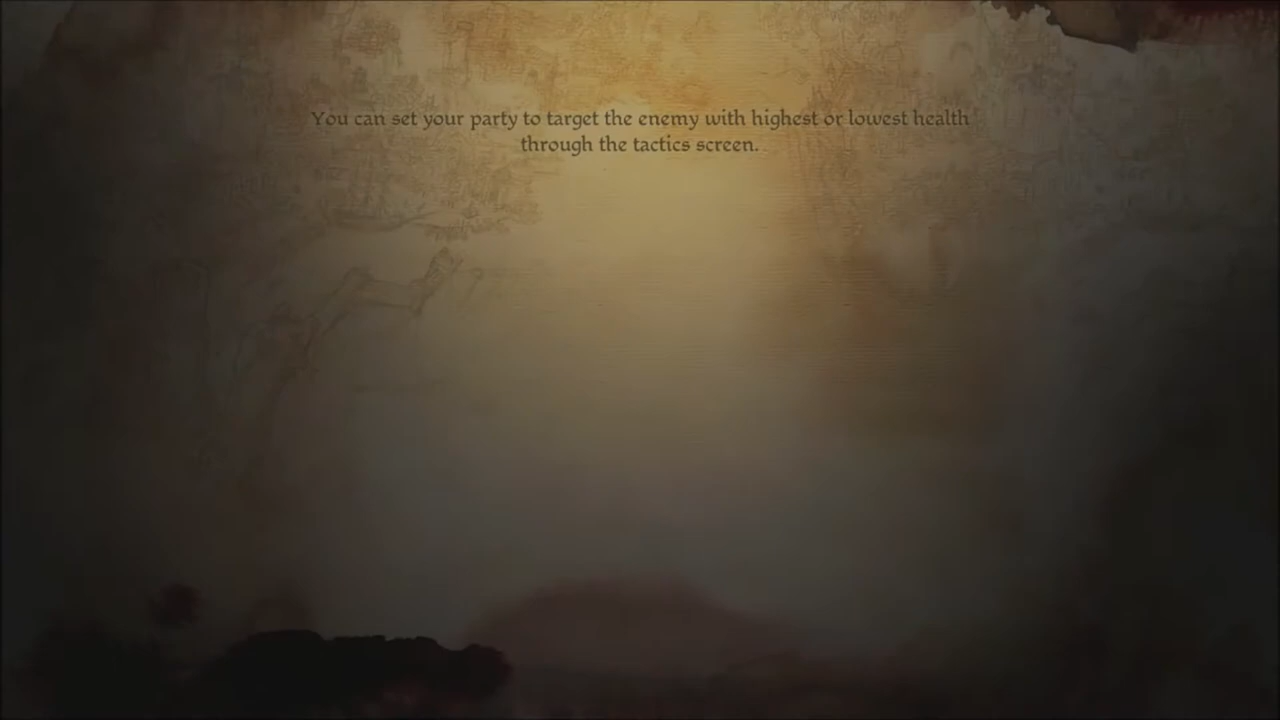 You can set your party to target the enemy with highest or lowest health
through the tactics screen.